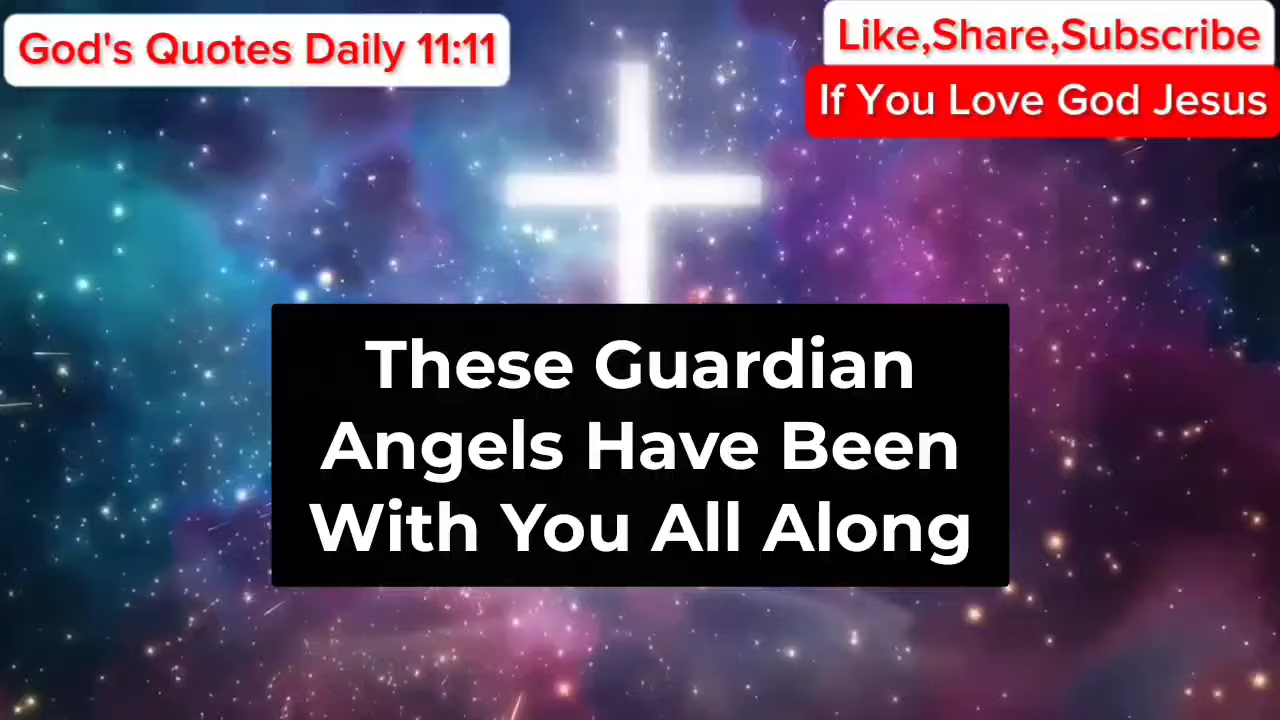 God's Quotes Daily 11:11
Like,Share,Subscribe
If You Love God Jesus
These Guardian
Angels Have Been
With You All Along